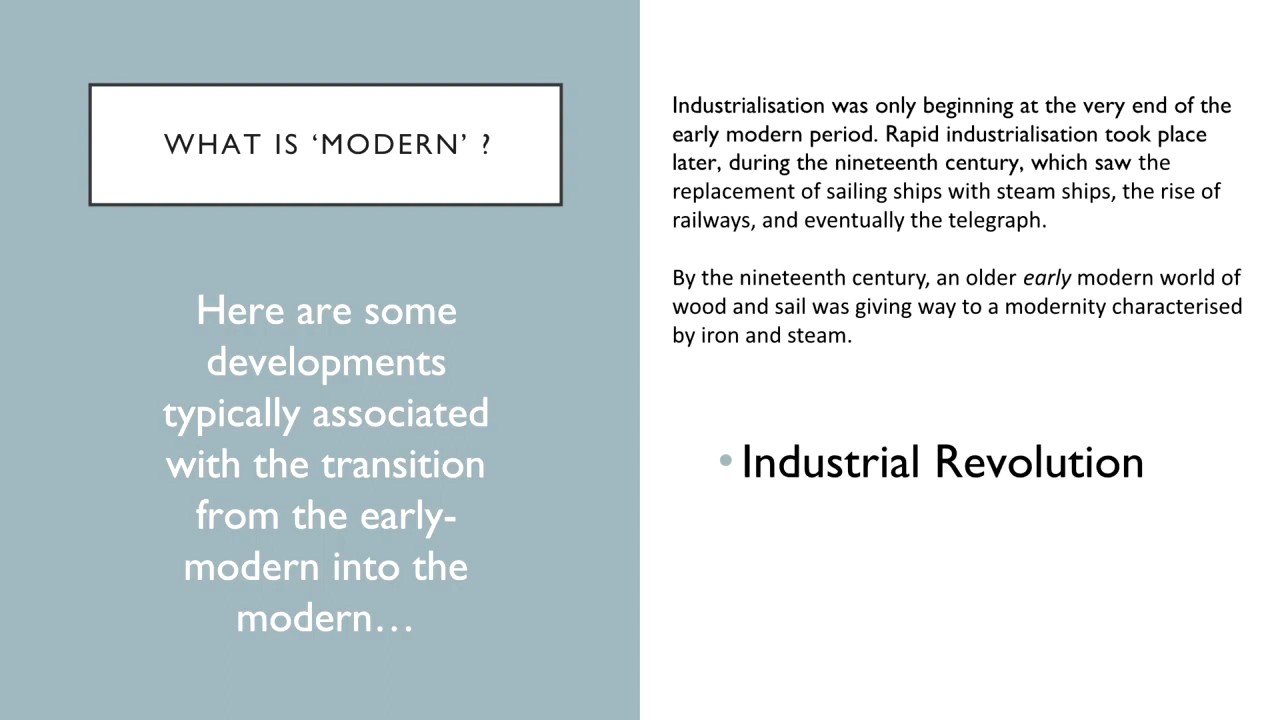 WHAT IS ‘MODERN’ ?
Here are some
developments
typically associated
with the transition
from the early-
modern into the
modern…
Industrialisation was only beginning at the very end of the
early modern period. Rapid industrialisation took place
later, during the nineteenth century, which saw the
replacement of sailing ships with steam ships, the rise of
railways, and eventually the telegraph.
By the nineteenth century, an older early modern world of
wood and sail was giving way to a modernity characterised
by iron and steam.
• Industrial Revolution